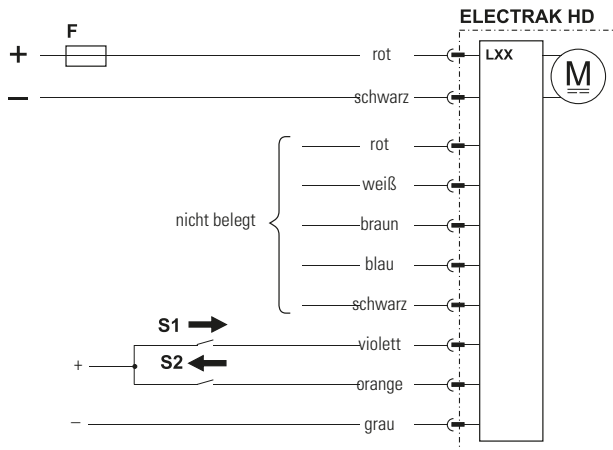 ELECTRAK HD
F
+ rot LXX
M
– schwarz
rot
weiß
nicht belegt braun
blau
schwarz
S1
violett
+ S2
orange
– grau